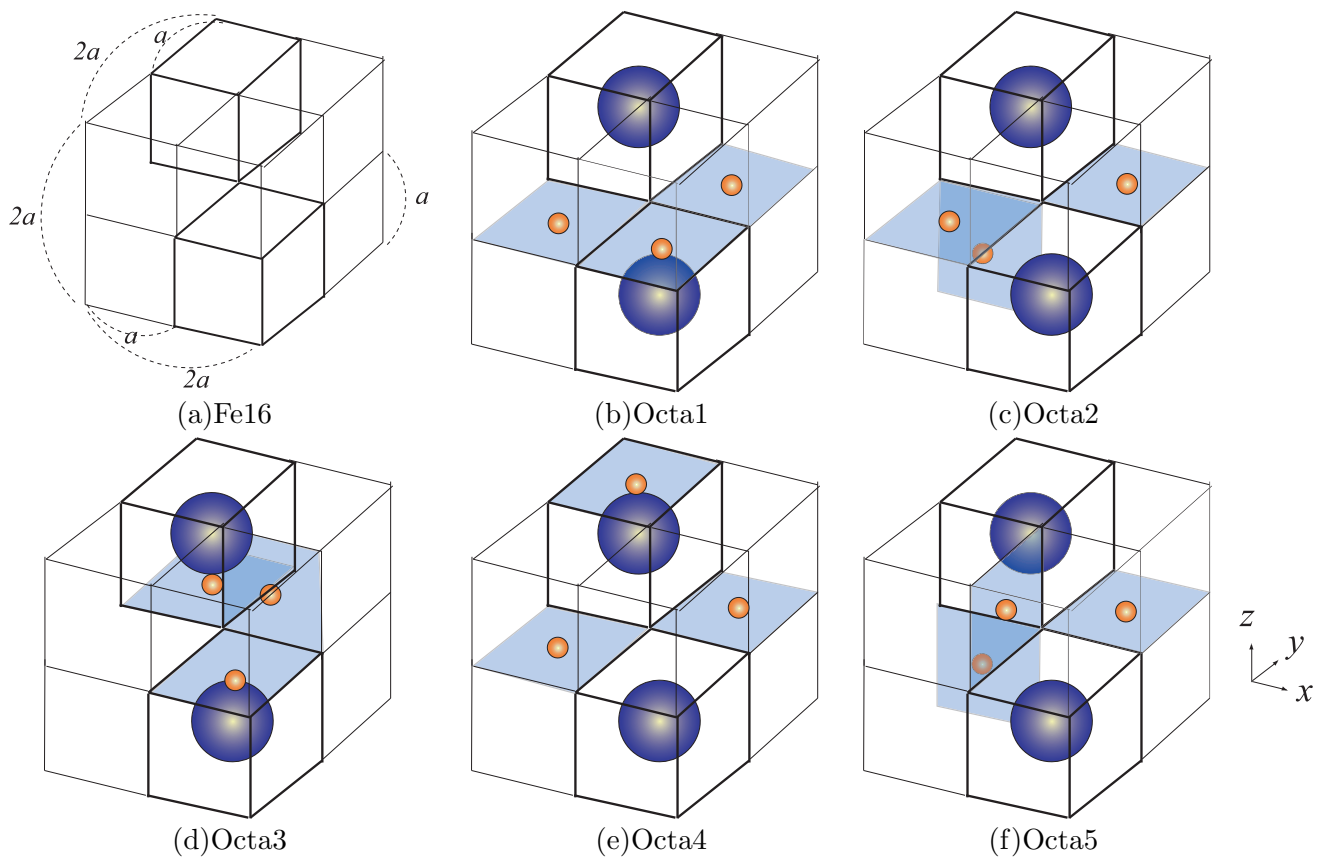 2a
a
2a
a
a
2a
(a)Fe16
(b)Octa1
(c)Octa2
z
y
x
(d)Octa3
(e)Octa4
(f)Octa5